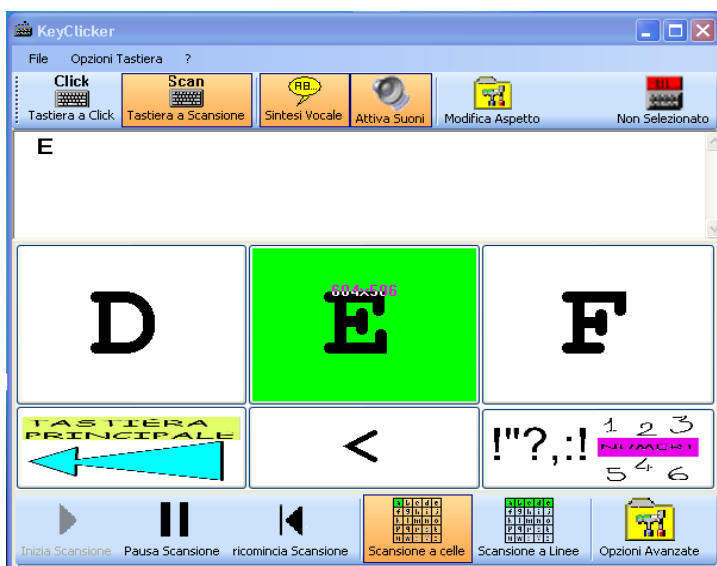 KeyClicker
File Opzioni Tastiera ?
Click Scan AB...
Tastiera a Click Tastiera a Scansione Sintesi Vocale Attiva Suoni Modifica Aspetto Non Selezionato
E
D E F
604x506
TASTIERA
PRINCIPALE
<
!"?,:! 1 2 3
NUMERI
5 4 6
a b c d e
f g h i j
k l m n o
p q r s t
u w : v :
Inizia Scansione Pausa Scansione ricomincia Scansione Scansione a celle Scansione a Linee Opzioni Avanzate